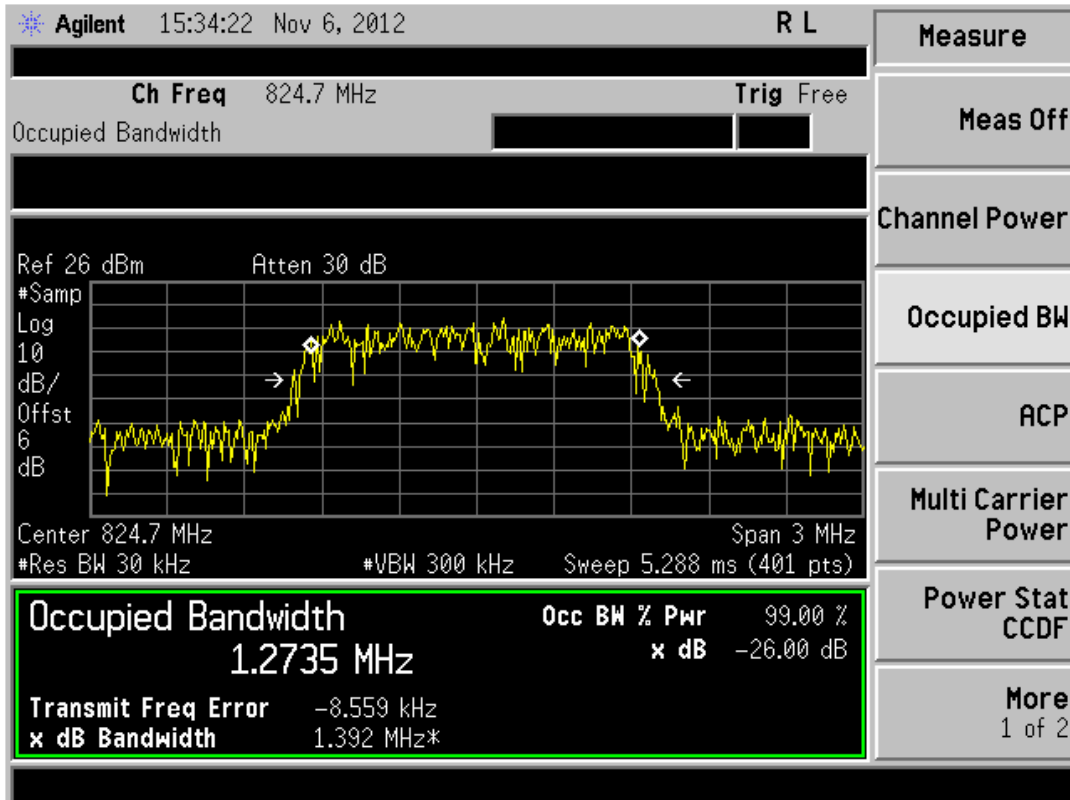 Agilent 15:34:22 Nov 6, 2012 R L
Ch Freq 824.7 MHz Trig Free
Occupied Bandwidth
Ref 26 dBm Atten 30 dB
#Samp
Log
10
dB/
Offst
6
dB
Center 824.7 MHz Span 3 MHz
#Res BW 30 kHz #VBW 300 kHz Sweep 5.288 ms (401 pts)
Occupied Bandwidth
1.2735 MHz
Occ BW % Pwr 99.00 %
x dB -26.00 dB
Transmit Freq Error -8.559 kHz
x dB Bandwidth 1.392 MHz*
Measure
Meas Off
Channel Power
Occupied BW
ACP
Multi Carrier
Power
Power Stat
CCDF
More
1 of 2